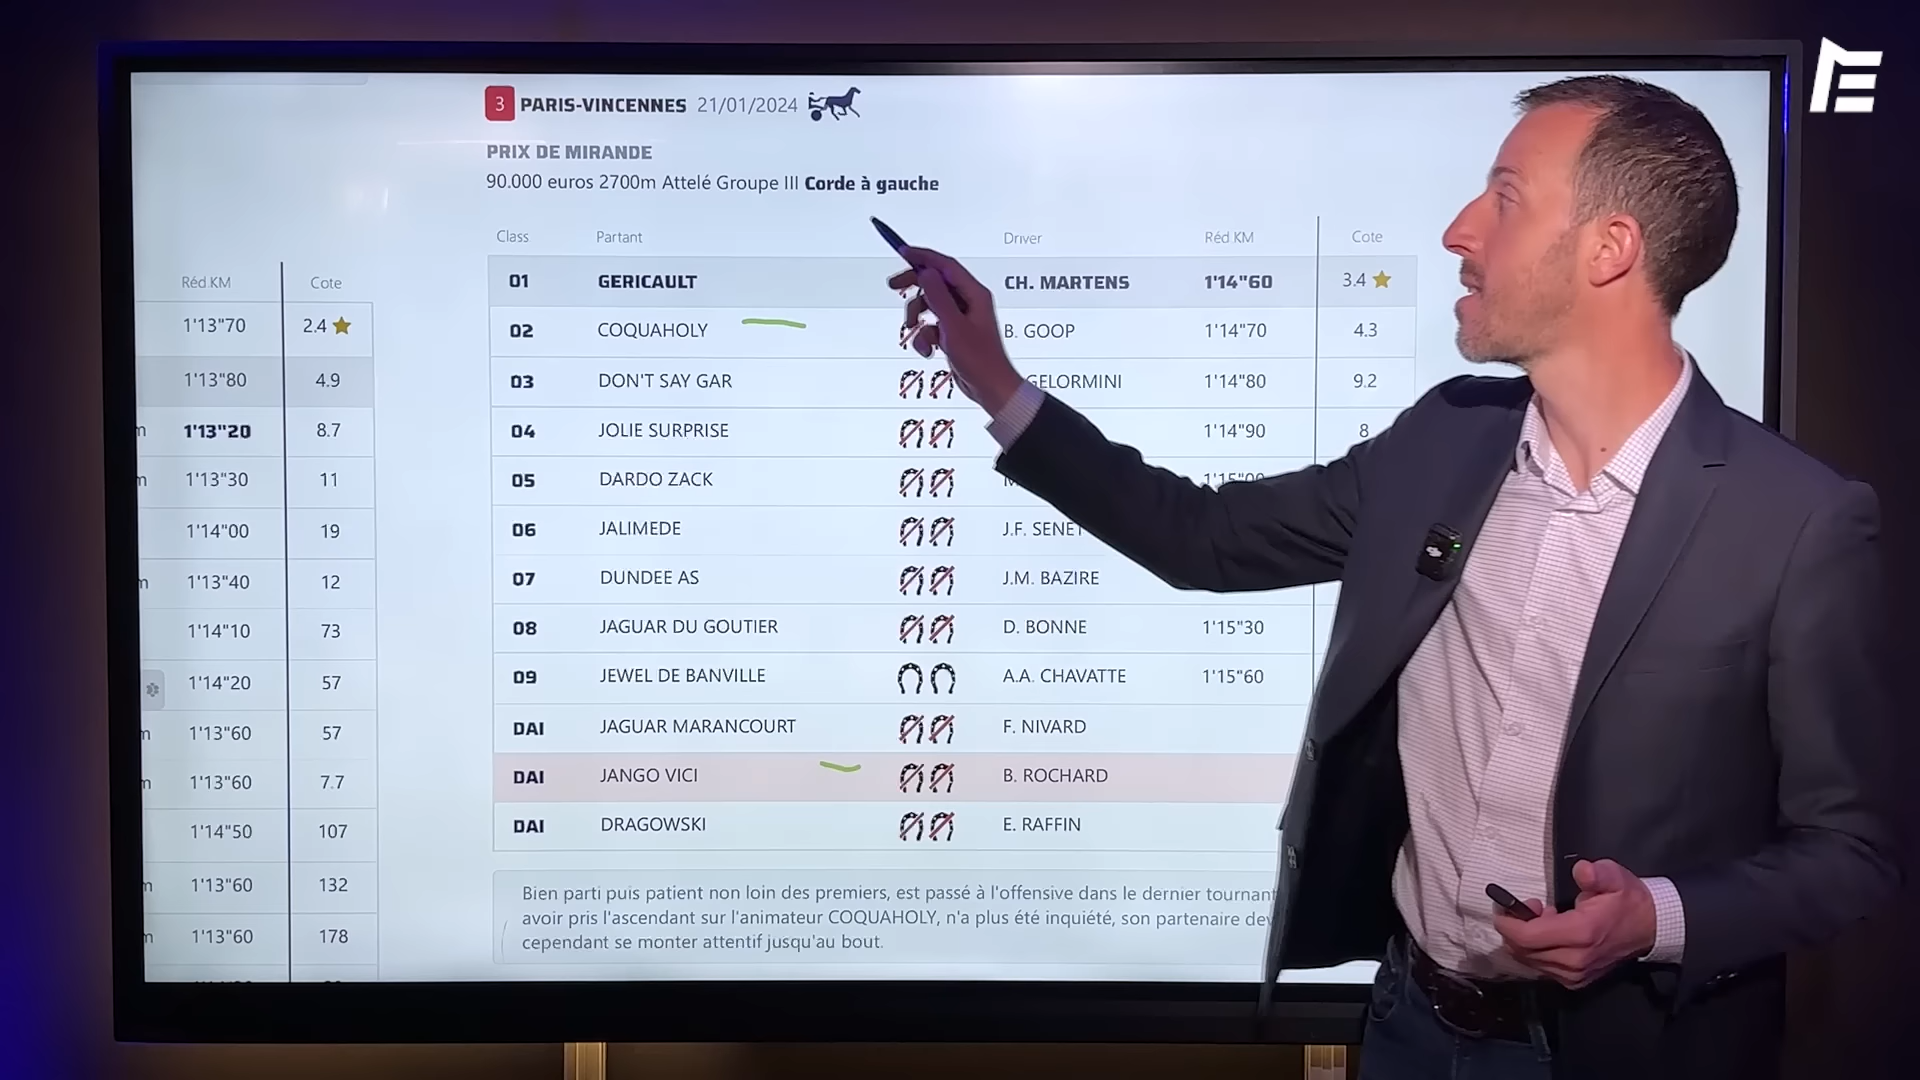 3 PARIS-VINCENNES 21/01/2024
PRIX DE MIRANDE
90.000 euros 2700m Attelé Groupe III Corde à gauche
Class Partant Driver Réd.KM Cote
01 GERICAULT CH. MARTENS 1'14"60 3.4
02 COQUAHOLY B. GOOP 1'14"70 4.3
03 DON'T SAY GAR GELORMINI 1'14"80 9.2
04 JOLIE SURPRISE 1'14"90 8
05 DARDO ZACK 1'15"00
06 JALIMEDE J.F. SENET
07 DUNDEE AS J.M. BAZIRE
08 JAGUAR DU GOUTIER D. BONNE 1'15"30
09 JEWEL DE BANVILLE A.A. CHAVATTE 1'15"60
DAI JAGUAR MARANCOURT F. NIVARD
DAI JANGO VICI B. ROCHARD
DAI DRAGOWSKI E. RAFFIN
Bien parti puis patient non loin des premiers, est passé à l'offensive dans le dernier tournant
avoir pris l'ascendant sur l'animateur COQUAHOLY, n'a plus été inquiété, son partenaire dev
cependant se monter attentif jusqu'au bout.
Réd.KM Cote
1'13"70 2.4
1'13"80 4.9
m 1'13"20 8.7
m 1'13"30 11
1'14"00 19
m 1'13"40 12
1'14"10 73
1'14"20 57
m 1'13"60 57
m 1'13"60 7.7
1'14"50 107
m 1'13"60 132
m 1'13"60 178